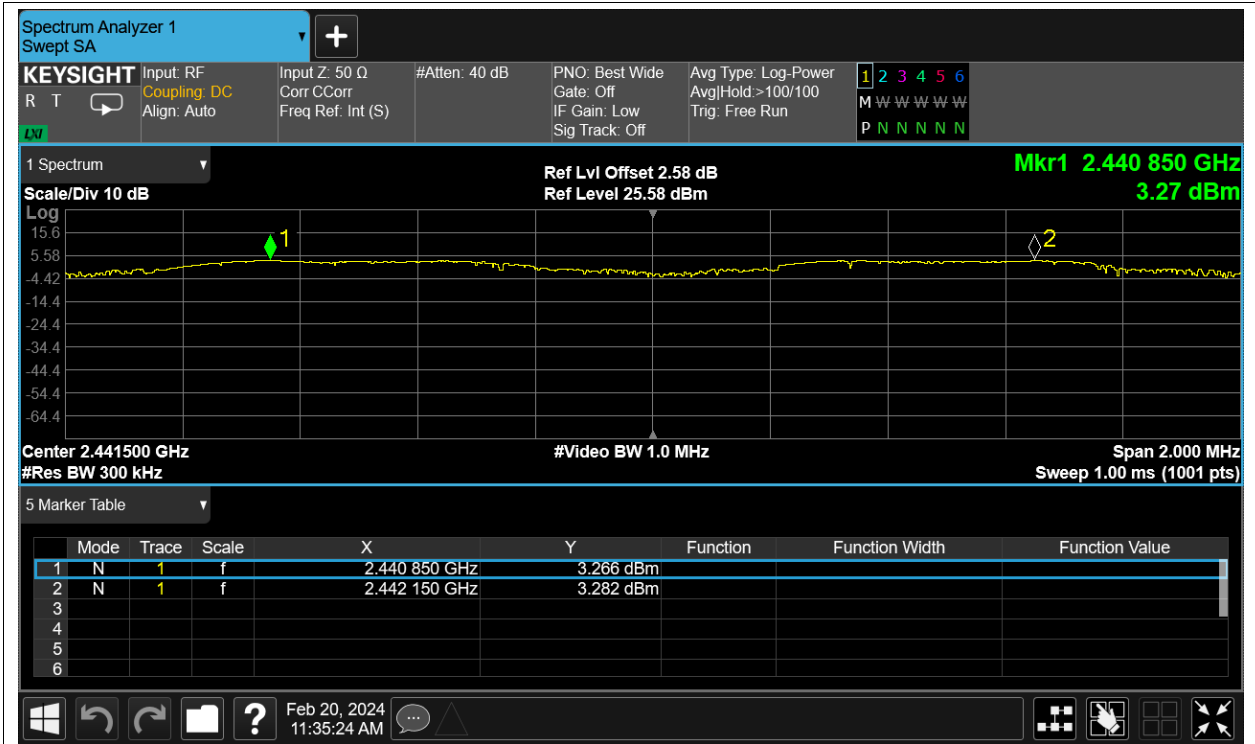 Spectrum Analyzer 1
Swept SA
+
KEYSIGHT
R T
LXI
Input: RF
Coupling: DC
Align: Auto
Input Z: 50 Ω
Corr CCorr
Freq Ref: Int (S)
#Atten: 40 dB
PNO: Best Wide
Gate: Off
IF Gain: Low
Sig Track: Off
Avg Type: Log-Power
Avg|Hold:>100/100
Trig: Free Run
1 2 3 4 5 6
M W W W W W
P N N N N N
1 Spectrum
Scale/Div 10 dB
Ref Lvl Offset 2.58 dB
Ref Level 25.58 dBm
Mkr1 2.440 850 GHz
3.27 dBm
Log
15.6
5.58
-4.42
-14.4
-24.4
-34.4
-44.4
-54.4
-64.4
1
2
Center 2.441500 GHz
#Video BW 1.0 MHz
Span 2.000 MHz
#Res BW 300 kHz
Sweep 1.00 ms (1001 pts)
5 Marker Table
Mode Trace Scale X Y Function Function Width Function Value
1 N 1 f 2.440 850 GHz 3.266 dBm
2 N 1 f 2.442 150 GHz 3.282 dBm
3
4
5
6
?
Feb 20, 2024
11:35:24 AM